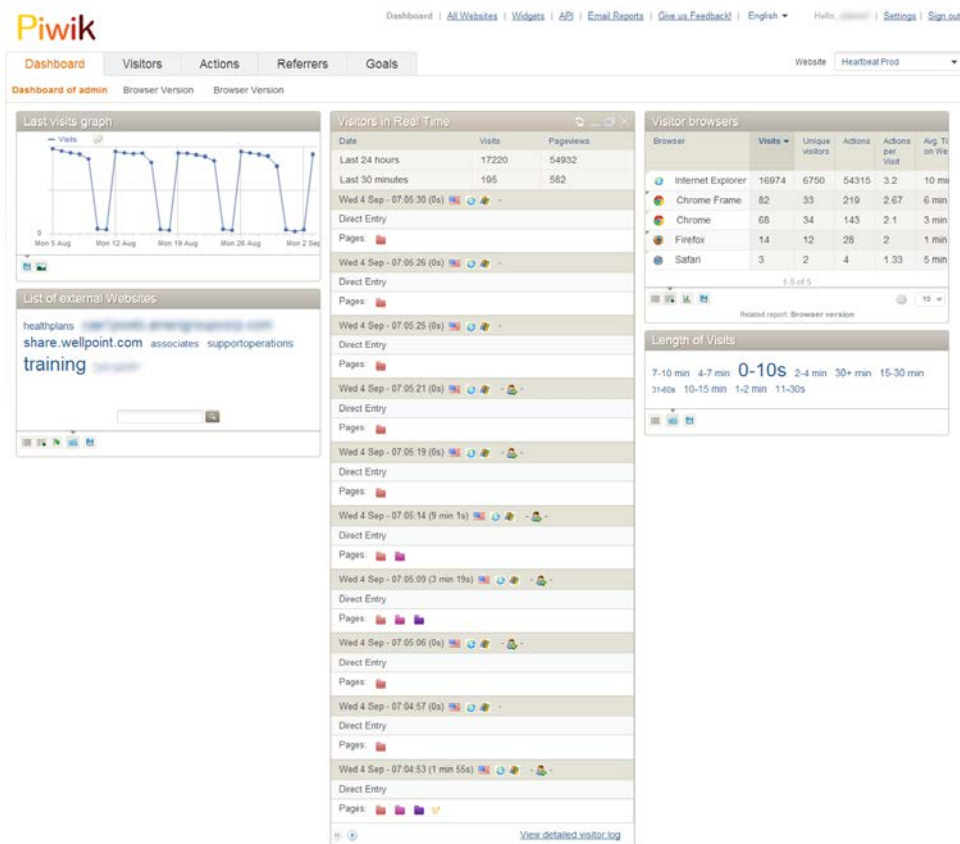 Piwik
Dashboard | All Websites | Widgets | API | Email Reports | Give us Feedback! | English | Hello, | Settings | Sign out
Dashboard Visitors Actions Referrers Goals
Website Heartbeat Prod
Dashboard of admin Browser Version Browser Version
Last visits graph
Visits
0
Mon 5 Aug Mon 12 Aug Mon 19 Aug Mon 26 Aug Mon 2 Sep
List of external Websites
healthplans
share.wellpoint.com associates supportoperations
training
Visitors in Real Time
Date Visits Pageviews
Last 24 hours 17220 54932
Last 30 minutes 195 582
Wed 4 Sep - 07:05:30 (0s) -
Direct Entry
Pages:
Wed 4 Sep - 07:05:26 (0s) -
Direct Entry
Pages:
Wed 4 Sep - 07:05:25 (0s) -
Direct Entry
Pages:
Wed 4 Sep - 07:05:21 (0s) - -
Direct Entry
Pages:
Wed 4 Sep - 07:05:19 (0s) - -
Direct Entry
Pages:
Wed 4 Sep - 07:05:14 (9 min 1s) - -
Direct Entry
Pages:
Wed 4 Sep - 07:05:09 (3 min 19s) - -
Direct Entry
Pages:
Wed 4 Sep - 07:05:06 (0s) - -
Direct Entry
Pages:
Wed 4 Sep - 07:04:57 (0s) -
Direct Entry
Pages:
Wed 4 Sep - 07:04:53 (1 min 55s) - -
Direct Entry
Pages:
View detailed visitor log
Visitor browsers
Browser Visits Unique visitors Actions Actions per Visit Avg. Ti on We
Internet Explorer 16974 6750 54315 3.2 10 min
Chrome Frame 82 33 219 2.67 6 min
Chrome 68 34 143 2.1 3 min
Firefox 14 12 28 2 1 min
Safari 3 2 4 1.33 5 min
1-5 of 5
10
Related report: Browser version
Length of Visits
7-10 min 4-7 min 0-10s 2-4 min 30+ min 15-30 min
31-60s 10-15 min 1-2 min 11-30s